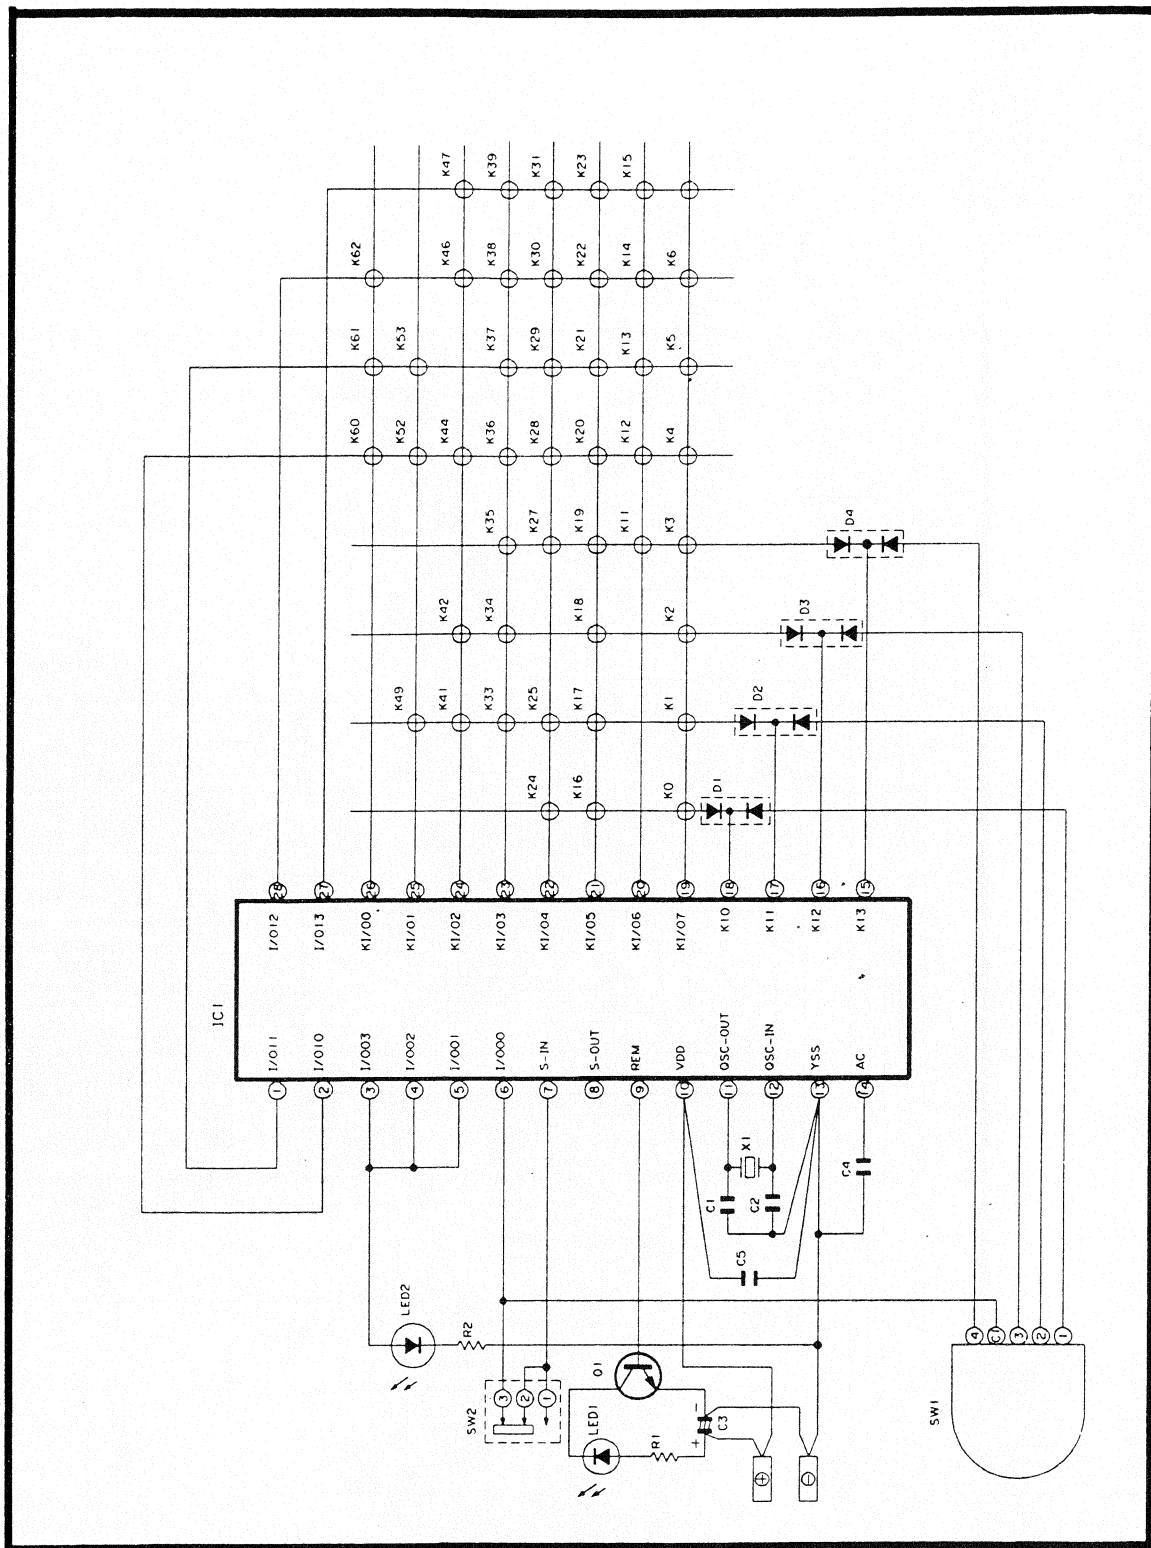 K47
K39
K31
K23
K15
K62
K46
K38
K30
K22
K14
K6
K61
K53
K37
K29
K21
K13
K5
K60
K52
K44
K36
K28
K20
K12
K4
K35
K27
K19
K11
K3
K42
K34
K18
K2
K49
K41
K33
K25
K17
K1
K24
K16
K0
D4
D3
D2
D1
28
27
26
25
24
23
22
21
20
19
18
17
16
15
I/O12
I/O13
KI/O0
KI/O1
KI/O2
KI/O3
KI/O4
KI/O5
KI/O6
KI/O7
K10
K11
K12
K13
IC1
I/O11
I/O10
I/O03
I/O02
I/O01
I/O00
S-IN
S-OUT
REM
VDD
OSC-OUT
OSC-IN
YSS
AC
1
2
3
4
5
6
7
8
9
10
11
12
13
14
X1
C1
C2
C4
C5
LED2
R2
SW2
3
2
1
Q1
LED1
R1
+
-
C3
+
-
4
C1
3
2
1
SW1